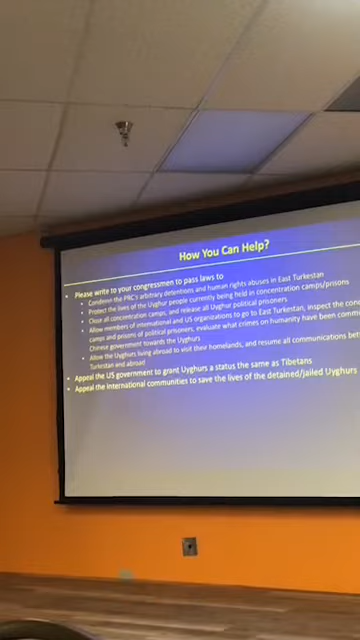 How You Can Help?
• Please write to your congressmen to pass laws to
• Condemn the PRC's arbitrary detentions and human rights abuses in East Turkestan
• Protect the lives of the Uyghur people currently being held in concentration camps/prisons
• Close all concentration camps, and release all Uyghur political prisoners
• Allow members of international and US organizations to go to East Turkestan, inspect the
camps and prisons of political prisoners, evaluate what crimes on humanity have been
Chinese government towards the Uyghurs
• Allow the Uyghurs living abroad to visit their homelands, and resume all communications
Turkestan and abroad
• Appeal the US government to grant Uyghurs a status the same as Tibetans
• Appeal the international communities to save the lives of the detained/jailed Uyghurs